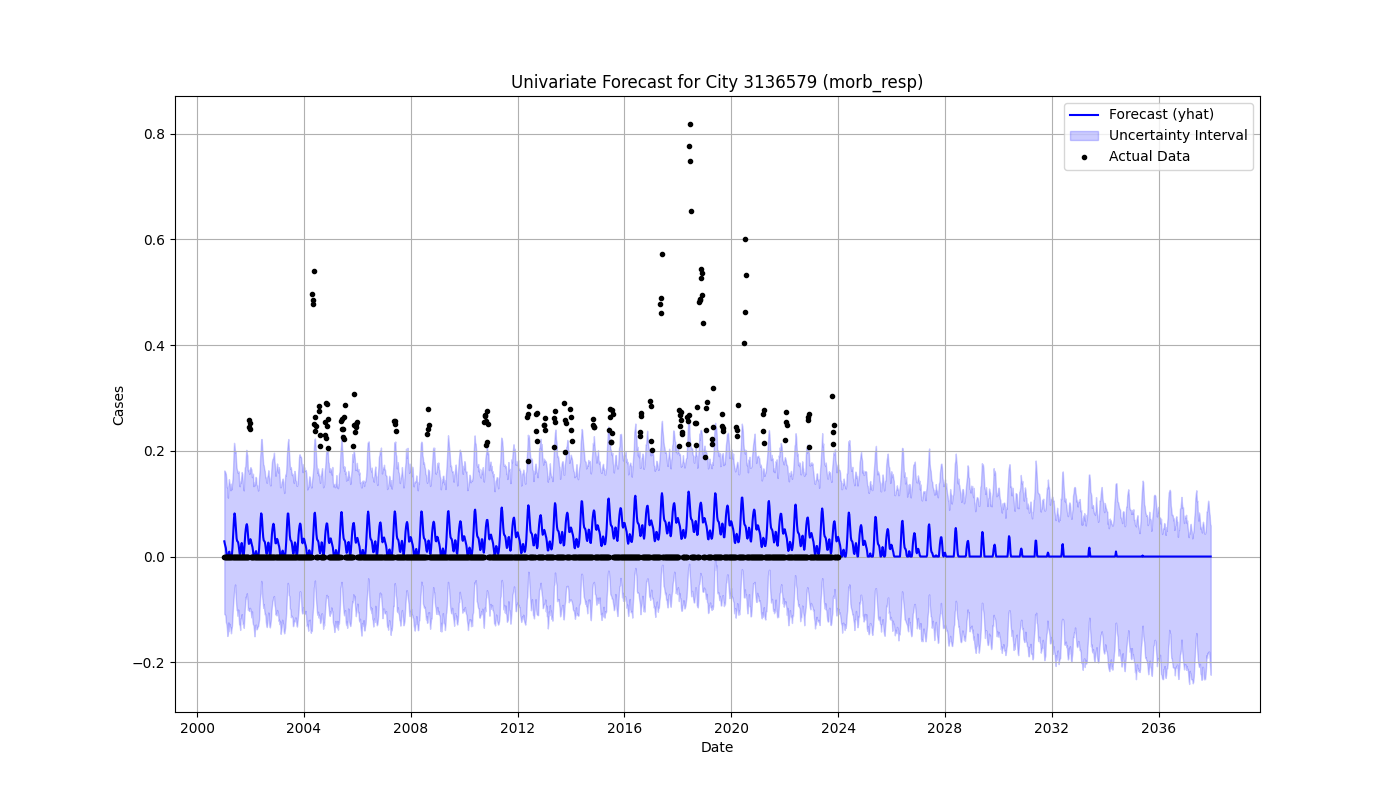 Univariate Forecast for City 3136579 (morb_resp)
Forecast (yhat)
Uncertainty Interval
Actual Data
Cases
0.8
0.6
0.4
0.2
0.0
−0.2
2000 2004 2008 2012 2016 2020 2024 2028 2032 2036
Date